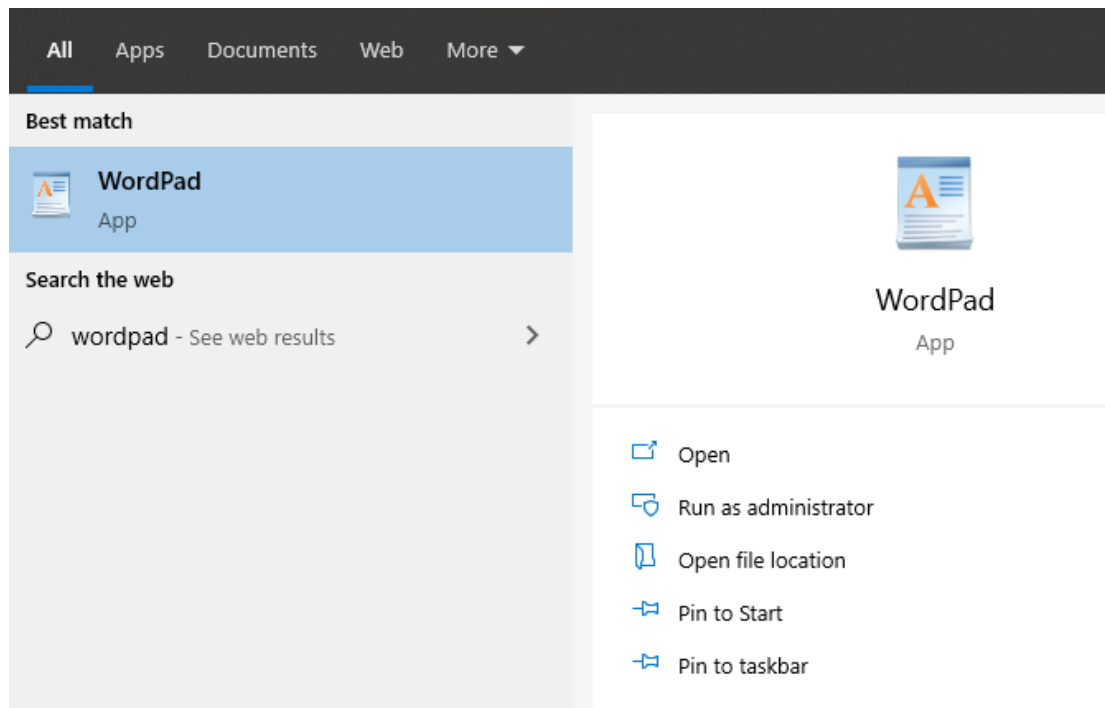 All Apps Documents Web More
Best match
WordPad
App
Search the web
wordpad - See web results
WordPad
App
Open
Run as administrator
Open file location
Pin to Start
Pin to taskbar